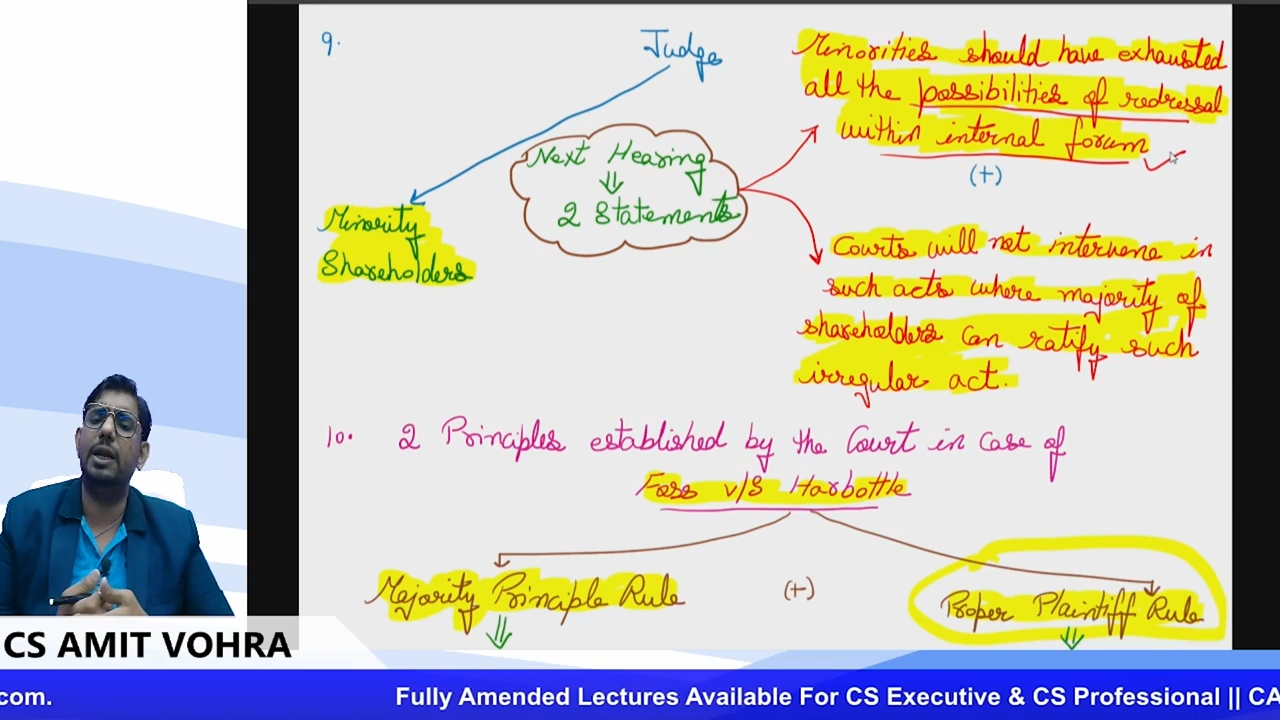 9.
Judge
Minorities should have exhausted
all the possibilities of redressal
within internal forum
(+)
Next Hearing
2 Statements
Minority
Shareholders
Courts will not intervene in
such acts where majority of
shareholders can ratify such
irregular act.
10. 2 Principles established by the Court in case of
Foss v/s Harbottle
Majority Principle Rule
(+)
Proper Plaintiff Rule
CS AMIT VOHRA
.com.
Fully Amended Lectures Available For CS Executive & CS Professional || CA